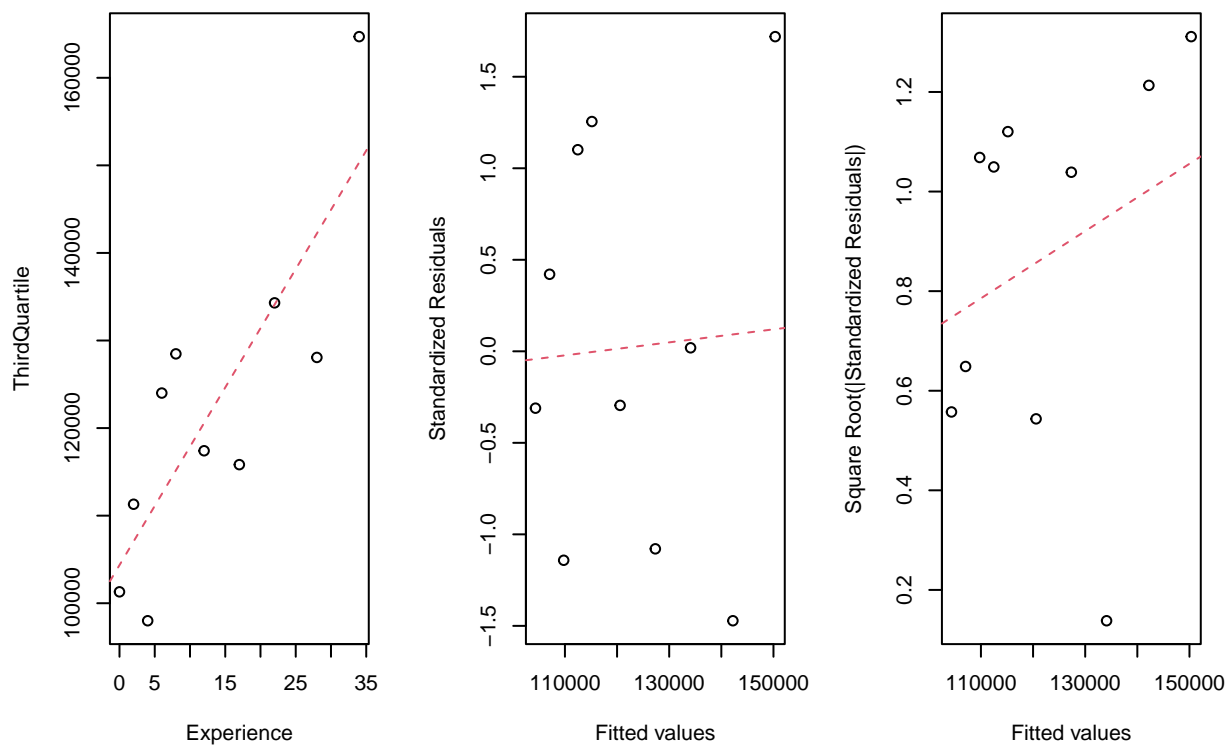 ThirdQuartile
160000
140000
120000
100000
0 5 15 25 35
Experience
Standardized Residuals
1.5
1.0
0.5
0.0
−0.5
−1.0
−1.5
110000 130000 150000
Fitted values
Square Root(|Standardized Residuals|)
1.2
1.0
0.8
0.6
0.4
0.2
110000 130000 150000
Fitted values